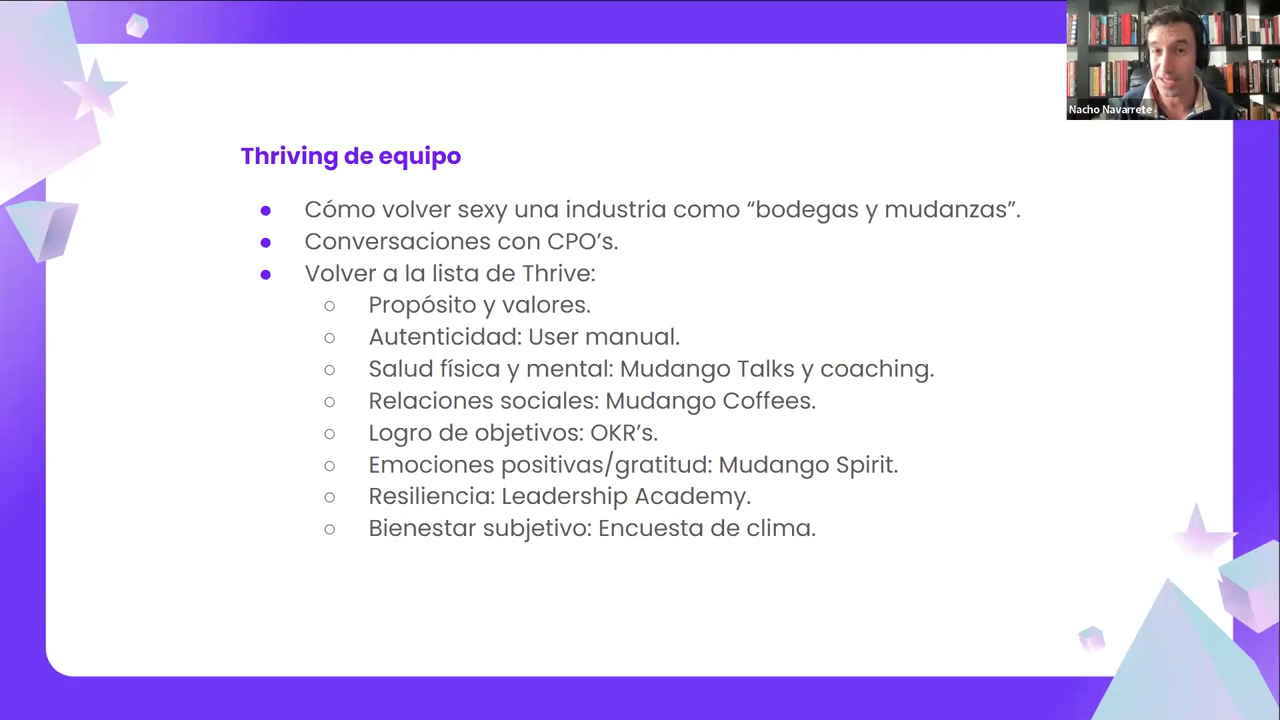 Nacho Navarrete
Thriving de equipo
● Cómo volver sexy una industria como “bodegas y mudanzas”.
● Conversaciones con CPO’s.
● Volver a la lista de Thrive:
○ Propósito y valores.
○ Autenticidad: User manual.
○ Salud física y mental: Mudango Talks y coaching.
○ Relaciones sociales: Mudango Coffees.
○ Logro de objetivos: OKR’s.
○ Emociones positivas/gratitud: Mudango Spirit.
○ Resiliencia: Leadership Academy.
○ Bienestar subjetivo: Encuesta de clima.